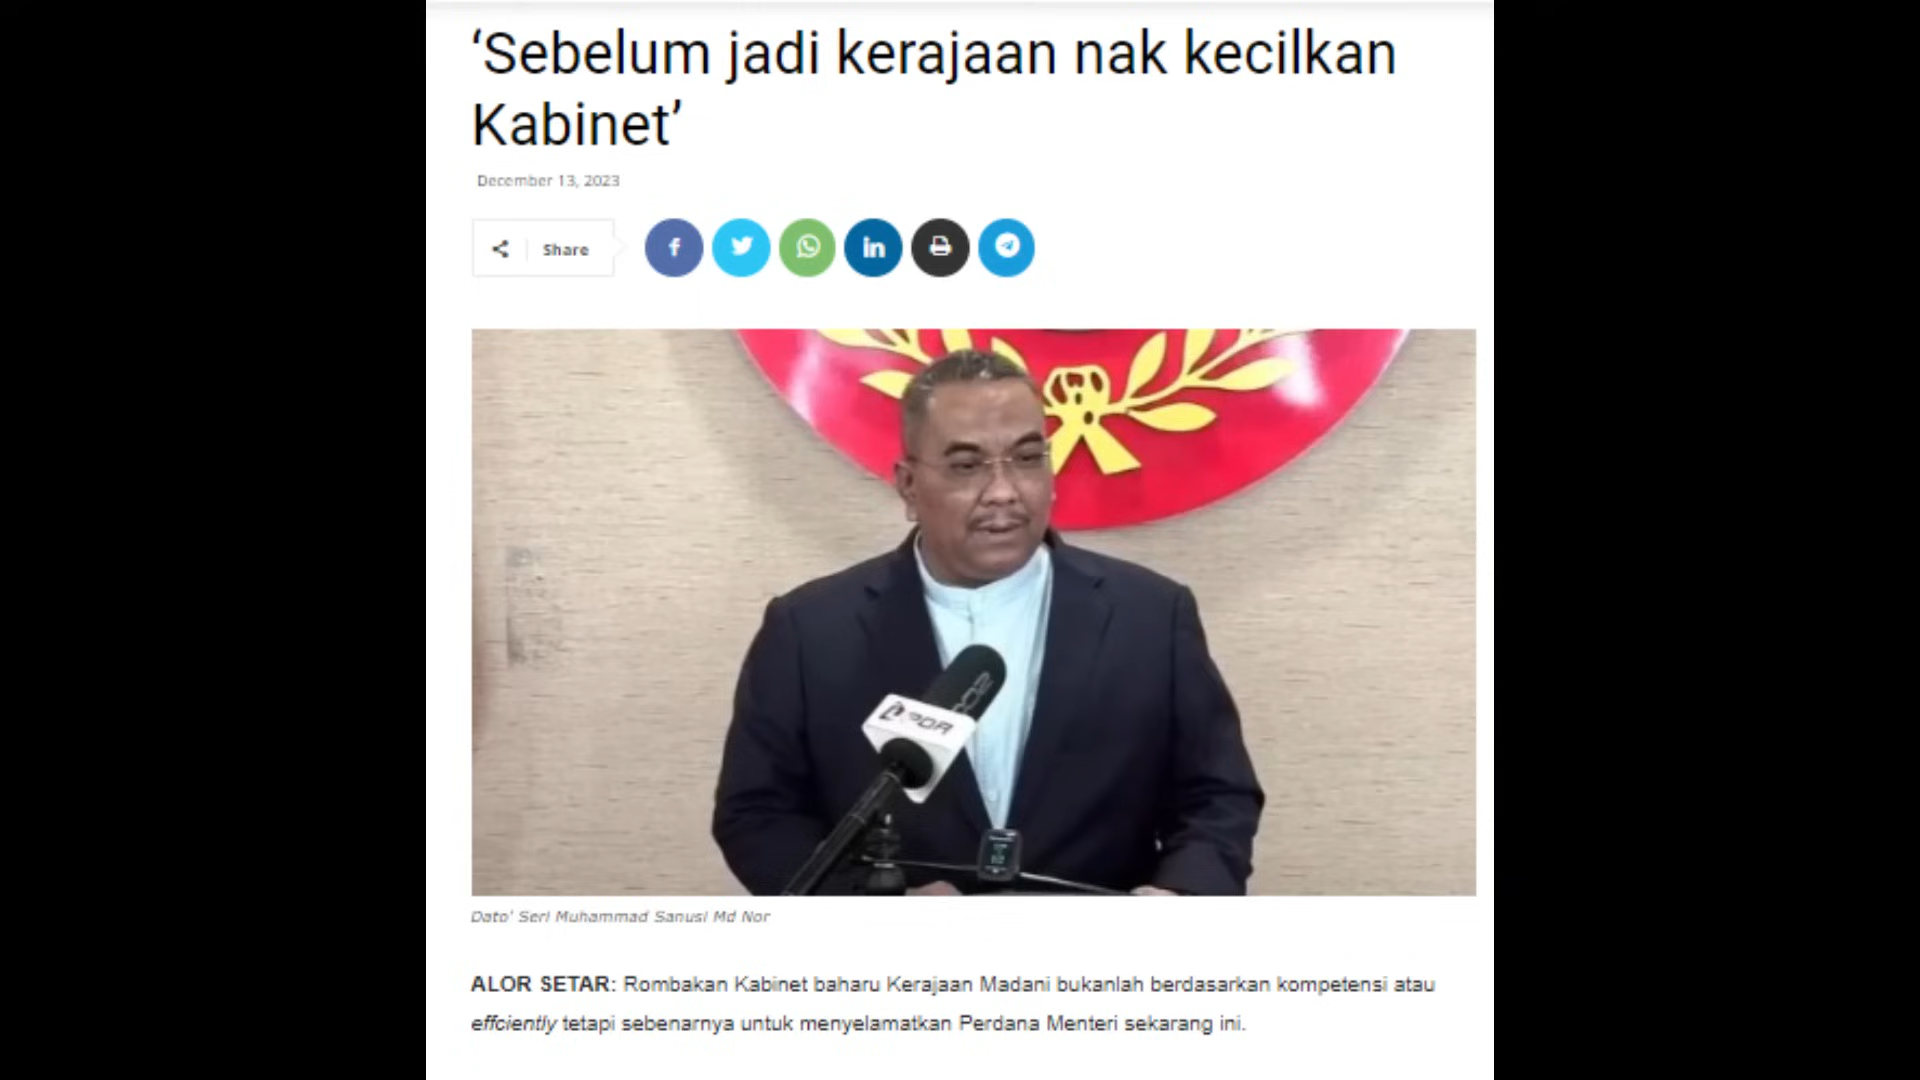 ‘Sebelum jadi kerajaan nak kecilkan
Kabinet’
December 13, 2023
Share
Dato' Seri Muhammad Sanusi Md Nor
ALOR SETAR: Rombakan Kabinet baharu Kerajaan Madani bukanlah berdasarkan kompetensi atau
effciently tetapi sebenarnya untuk menyelamatkan Perdana Menteri sekarang ini.